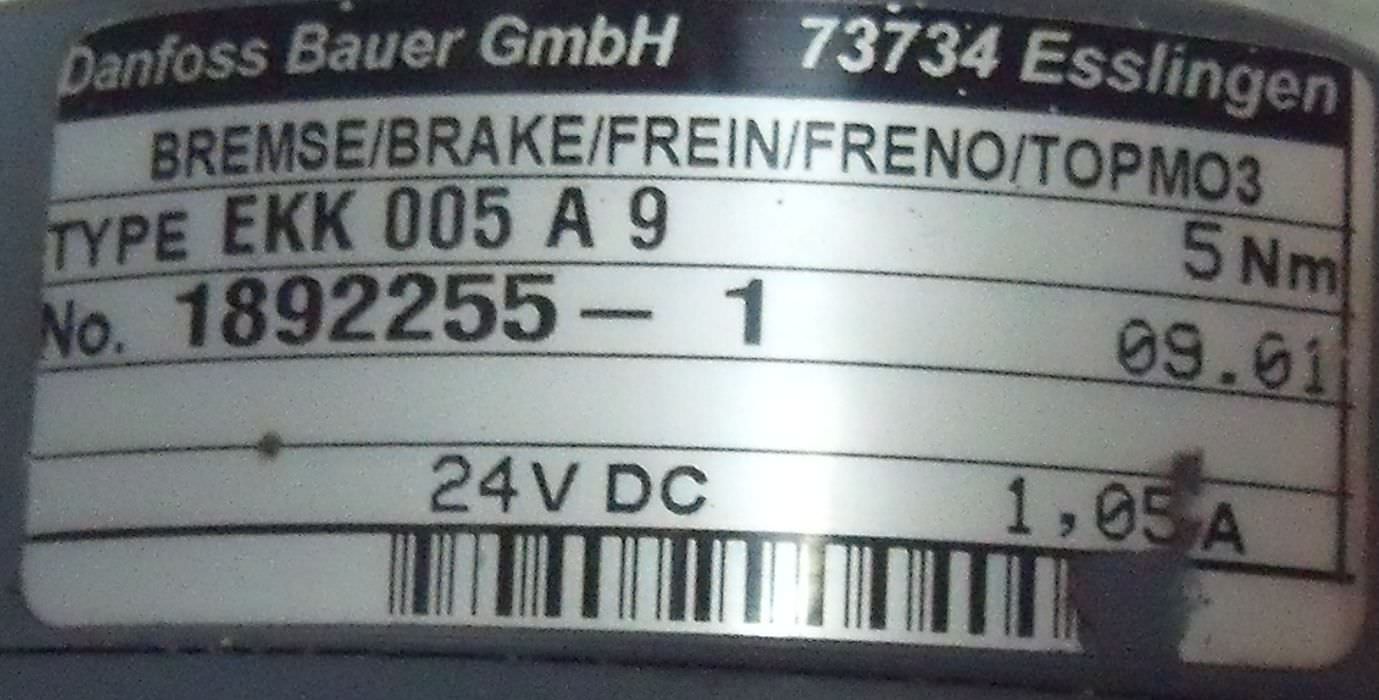 Danfoss Bauer GmbH 73734 Esslingen
BREMSE/BRAKE/FREIN/FRENO/TOPMO3
TYPE EKK 005 A 9 5 Nm
No. 1892255 — 1 09.01
24V DC 1,05 A